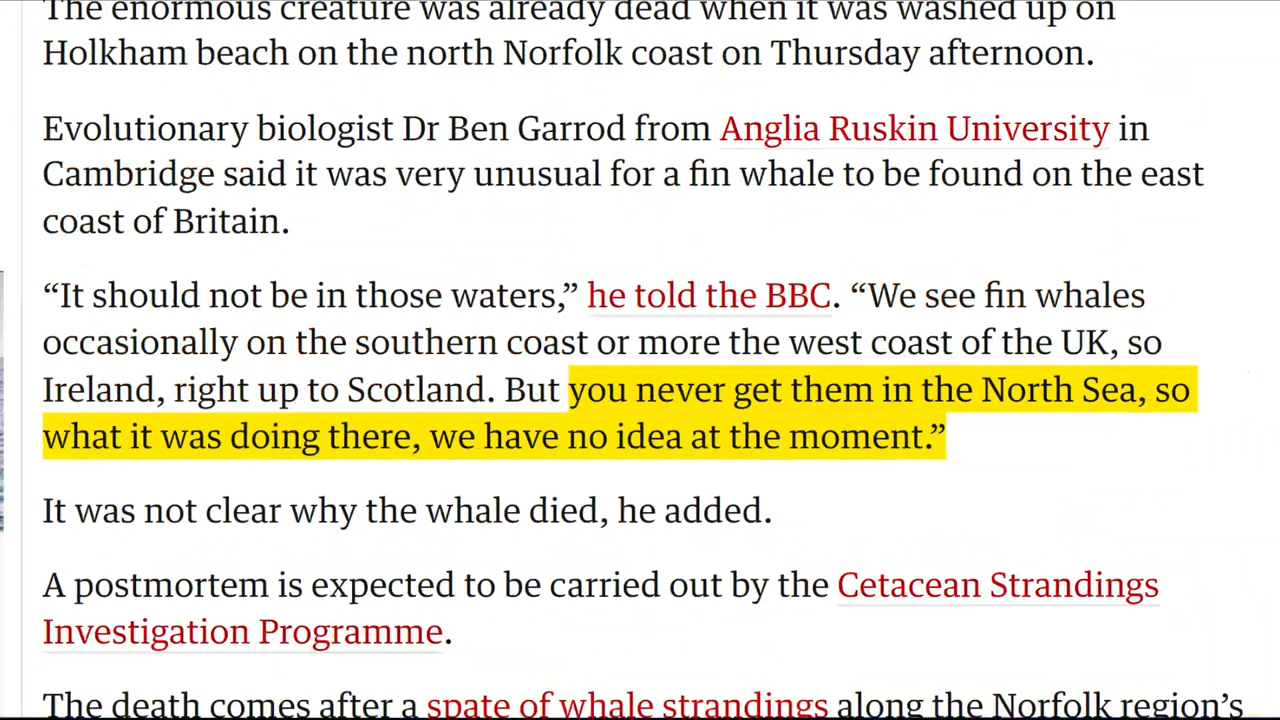 The enormous creature was already dead when it was washed up on
Holkham beach on the north Norfolk coast on Thursday afternoon.
Evolutionary biologist Dr Ben Garrod from Anglia Ruskin University in
Cambridge said it was very unusual for a fin whale to be found on the east
coast of Britain.
“It should not be in those waters,” he told the BBC. “We see fin whales
occasionally on the southern coast or more the west coast of the UK, so
Ireland, right up to Scotland. But you never get them in the North Sea, so
what it was doing there, we have no idea at the moment.”
It was not clear why the whale died, he added.
A postmortem is expected to be carried out by the Cetacean Strandings
Investigation Programme.
The death comes after a spate of whale strandings along the Norfolk region’s